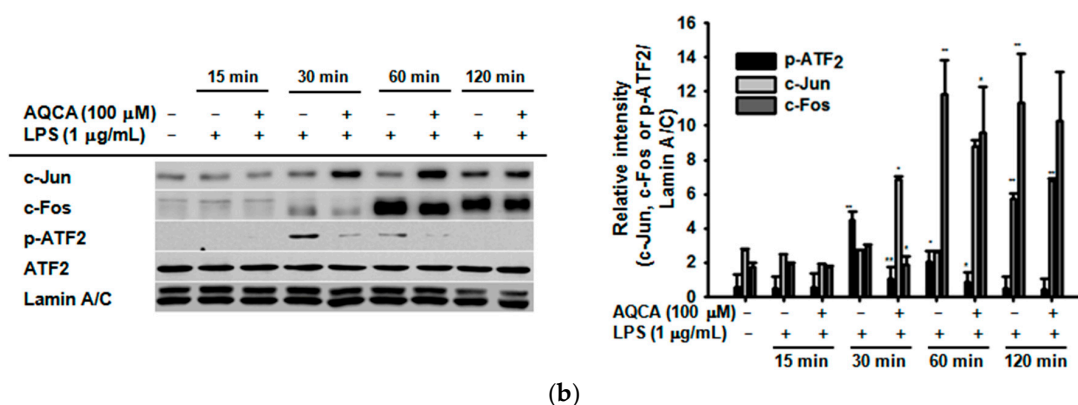 15 min 30 min 60 min 120 min
AQCA (100 μM) – – + – + – + – +
LPS (1 μg/mL) – + + + + + + + +
c-Jun
c-Fos
p-ATF2
ATF2
Lamin A/C
Relative intensity
(c-Jun, c-Fos or p-ATF2/
Lamin A/C)
16
14
12
10
8
6
4
2
0
p-ATF2
c-Jun
c-Fos
** ** * * * ** * * ** ** **
AQCA (100 μM) – – + – + – + – +
LPS (1 μg/mL) – + + + + + + + +
15 min 30 min 60 min 120 min
(b)